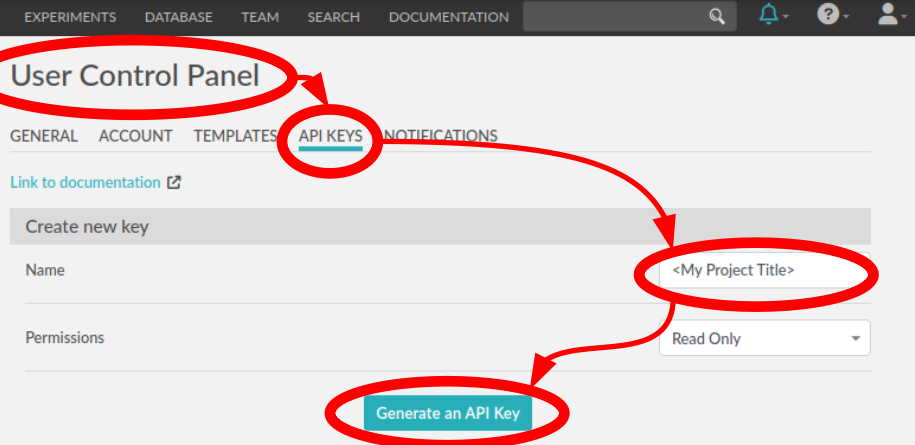 EXPERIMENTS DATABASE TEAM SEARCH DOCUMENTATION
User Control Panel
GENERAL ACCOUNT TEMPLATES API KEYS NOTIFICATIONS
Link to documentation
Create new key
Name <My Project Title>
Permissions Read Only
Generate an API Key